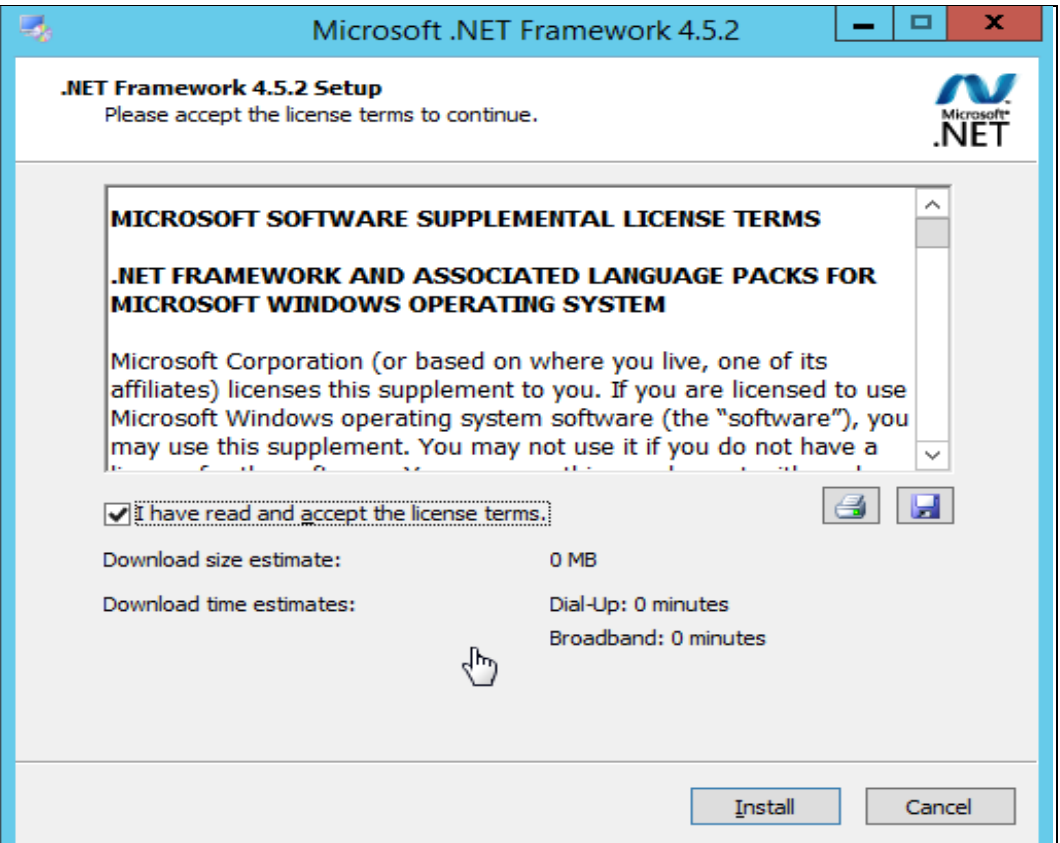 Microsoft .NET Framework 4.5.2
.NET Framework 4.5.2 Setup
Please accept the license terms to continue.
Microsoft
.NET
MICROSOFT SOFTWARE SUPPLEMENTAL LICENSE TERMS
.NET FRAMEWORK AND ASSOCIATED LANGUAGE PACKS FOR
MICROSOFT WINDOWS OPERATING SYSTEM
Microsoft Corporation (or based on where you live, one of its
affiliates) licenses this supplement to you. If you are licensed to use
Microsoft Windows operating system software (the “software”), you
may use this supplement. You may not use it if you do not have a
I have read and accept the license terms.
Download size estimate: 0 MB
Download time estimates: Dial-Up: 0 minutes
Broadband: 0 minutes
Install Cancel